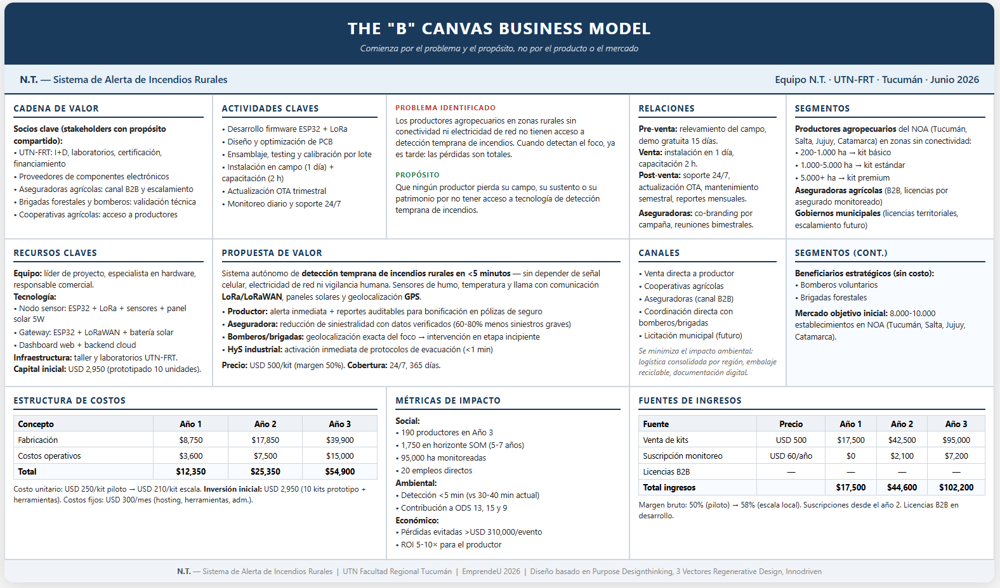 THE "B" CANVAS BUSINESS MODEL
Comienza por el problema y el propósito, no por el producto o el mercado
N.T. — Sistema de Alerta de Incendios Rurales
Equipo N.T. · UTN-FRT · Tucumán · Junio 2026
CADENA DE VALOR
Socios clave (stakeholders con propósito
compartido):
• UTN-FRT: I+D, laboratorios, certificación,
financiamiento
• Proveedores de componentes electrónicos
• Aseguradoras agrícolas: canal B2B y escalamiento
• Brigadas forestales y bomberos: validación técnica
• Cooperativas agrícolas: acceso a productores
ACTIVIDADES CLAVES
• Desarrollo firmware ESP32 + LoRa
• Diseño y optimización de PCB
• Ensamblaje, testing y calibración por lote
• Instalación en campo (1 día) +
capacitación (2 h)
• Actualización OTA trimestral
• Monitoreo diario y soporte 24/7
PROBLEMA IDENTIFICADO
Los productores agropecuarios en zonas rurales sin
conectividad ni electricidad de red no tienen acceso a
detección temprana de incendios. Cuando detectan el foco, ya
es tarde: las pérdidas son totales.
PROPÓSITO
Que ningún productor pierda su campo, su sustento o su
patrimonio por no tener acceso a tecnología de detección
temprana de incendios.
RELACIONES
Pre-venta: relevamiento del campo,
demo gratuita 15 días.
Venta: instalación en 1 día,
capacitación 2 h.
Post-venta: soporte 24/7,
actualización OTA, mantenimiento
semestral, reportes mensuales.
Aseguradoras: co-branding por
campaña, reuniones bimestrales.
SEGMENTOS
Productores agropecuarios del NOA (Tucumán,
Salta, Jujuy, Catamarca) en zonas sin conectividad:
• 200-1.000 ha → kit básico
• 1.000-5.000 ha → kit estándar
• 5.000+ ha → kit premium
Aseguradoras agrícolas (B2B, licencias por
asegurado monitoreado)
Gobiernos municipales (licencias territoriales,
escalamiento futuro)
RECURSOS CLAVES
Equipo: líder de proyecto, especialista en hardware,
responsable comercial.
Tecnología:
• Nodo sensor: ESP32 + LoRa + sensores + panel
solar 5W
• Gateway: ESP32 + LoRaWAN + batería solar
• Dashboard web + backend cloud
Infraestructura: taller y laboratorios UTN-FRT.
Capital inicial: USD 2,950 (prototipado 10 unidades).
PROPUESTA DE VALOR
Sistema autónomo de detección temprana de incendios rurales en <5 minutos — sin depender de señal
celular, electricidad de red ni vigilancia humana. Sensores de humo, temperatura y llama con comunicación
LoRa/LoRaWAN, paneles solares y geolocalización GPS.
• Productor: alerta inmediata + reportes auditables para bonificación en pólizas de seguro
• Aseguradora: reducción de siniestralidad con datos verificados (60-80% menos siniestros graves)
• Bomberos/brigadas: geolocalización exacta del foco → intervención en etapa incipiente
• HyS industrial: activación inmediata de protocolos de evacuación (<1 min)
Precio: USD 500/kit (margen 50%). Cobertura: 24/7, 365 días.
CANALES
• Venta directa a productor
• Cooperativas agrícolas
• Aseguradoras (canal B2B)
• Coordinación directa con
bomberos/brigadas
• Licitación municipal (futuro)
Se minimiza el impacto ambiental:
logística consolidada por región, embalaje
reciclable, documentación digital.
SEGMENTOS (CONT.)
Beneficiarios estratégicos (sin costo):
• Bomberos voluntarios
• Brigadas forestales
Mercado objetivo inicial: 8.000-10.000
establecimientos en NOA (Tucumán, Salta, Jujuy,
Catamarca).
ESTRUCTURA DE COSTOS
Concepto Año 1 Año 2 Año 3
Fabricación $8,750 $17,850 $39,900
Costos operativos $3,600 $7,500 $15,000
Total $12,350 $25,350 $54,900
Costo unitario: USD 250/kit piloto → USD 210/kit escala. Inversión inicial: USD 2,950 (10 kits prototipo +
herramientas). Costos fijos: USD 300/mes (hosting, herramientas, adm.).
MÉTRICAS DE IMPACTO
Social:
• 190 productores en Año 3
• 1,750 en horizonte SOM (5-7 años)
• 95,000 ha monitoreadas
• 20 empleos directos
Ambiental:
• Detección <5 min (vs 30-40 min actual)
• Contribución a ODS 13, 15 y 9
Económico:
• Pérdidas evitadas >USD 310,000/evento
• ROI 5-10× para el productor
FUENTES DE INGRESOS
Fuente Precio Año 1 Año 2 Año 3
Venta de kits USD 500 $17,500 $42,500 $95,000
Suscripción monitoreo USD 60/año $0 $2,100 $7,200
Licencias B2B — — — —
Total ingresos $17,500 $44,600 $102,200
Margen bruto: 50% (piloto) → 58% (escala local). Suscripciones desde el año 2. Licencias B2B en
desarrollo.
N.T. — Sistema de Alerta de Incendios Rurales | UTN Facultad Regional Tucumán | EmprendeU 2026 | Diseño basado en Purpose Designthinking, 3 Vectores Regenerative Design, Innodriven